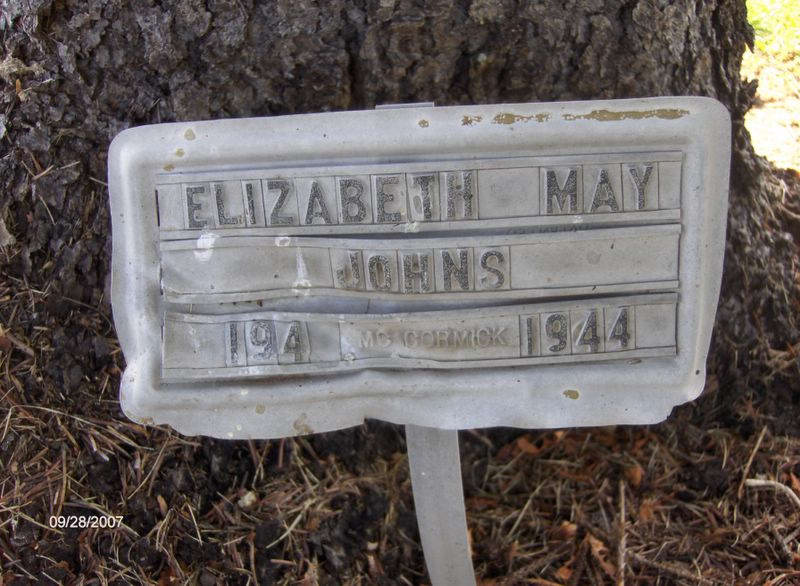 ELIZABETH MAY
JOHNS
194 MC CORMICK 1944
09/28/2007